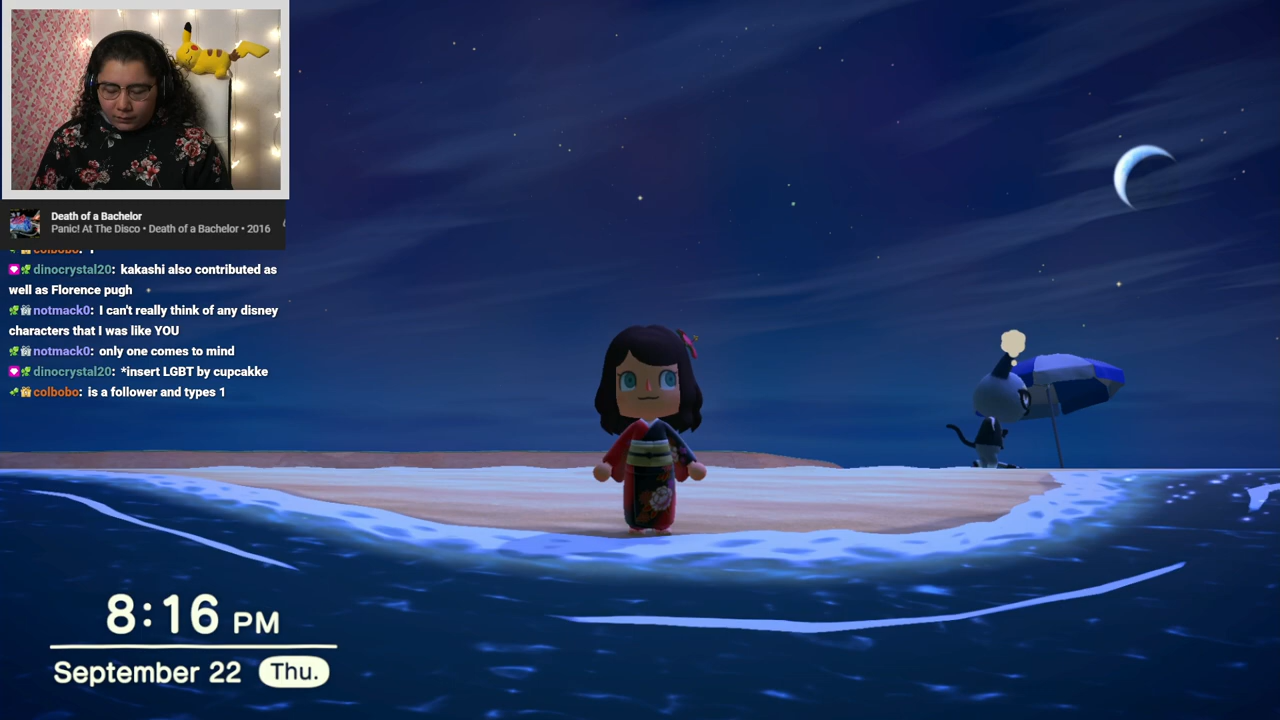 Death of a Bachelor
Panic! At The Disco • Death of a Bachelor • 2016
colbobo:
dinocrystal20: kakashi also contributed as
well as Florence pugh
notmack0: I can't really think of any disney
characters that I was like YOU
notmack0: only one comes to mind
dinocrystal20: *insert LGBT by cupcakke
colbobo: is a follower and types 1
8:16 PM
September 22 Thu.